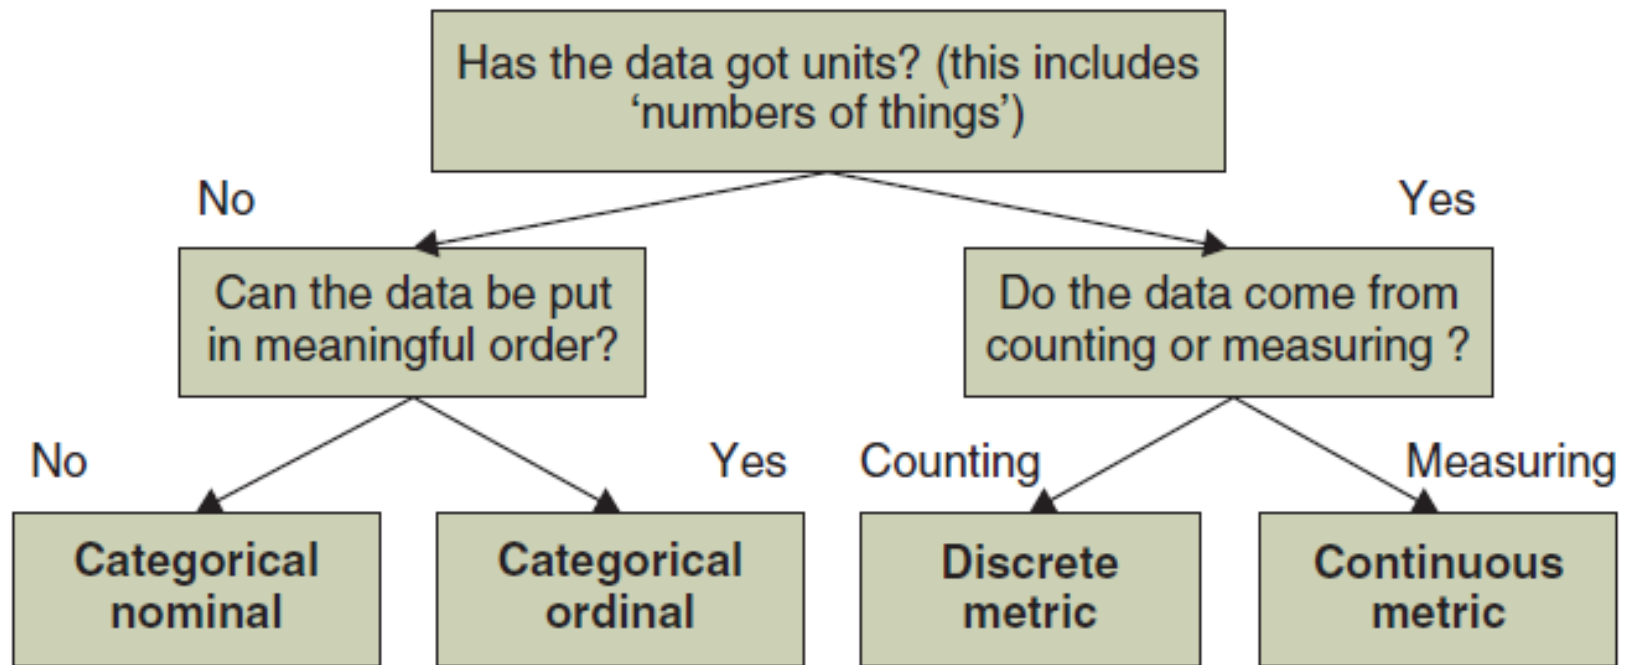 Has the data got units? (this includes
‘numbers of things’)
No
Yes
Can the data be put
in meaningful order?
Do the data come from
counting or measuring ?
No
Yes
Counting
Measuring
Categorical
nominal
Categorical
ordinal
Discrete
metric
Continuous
metric